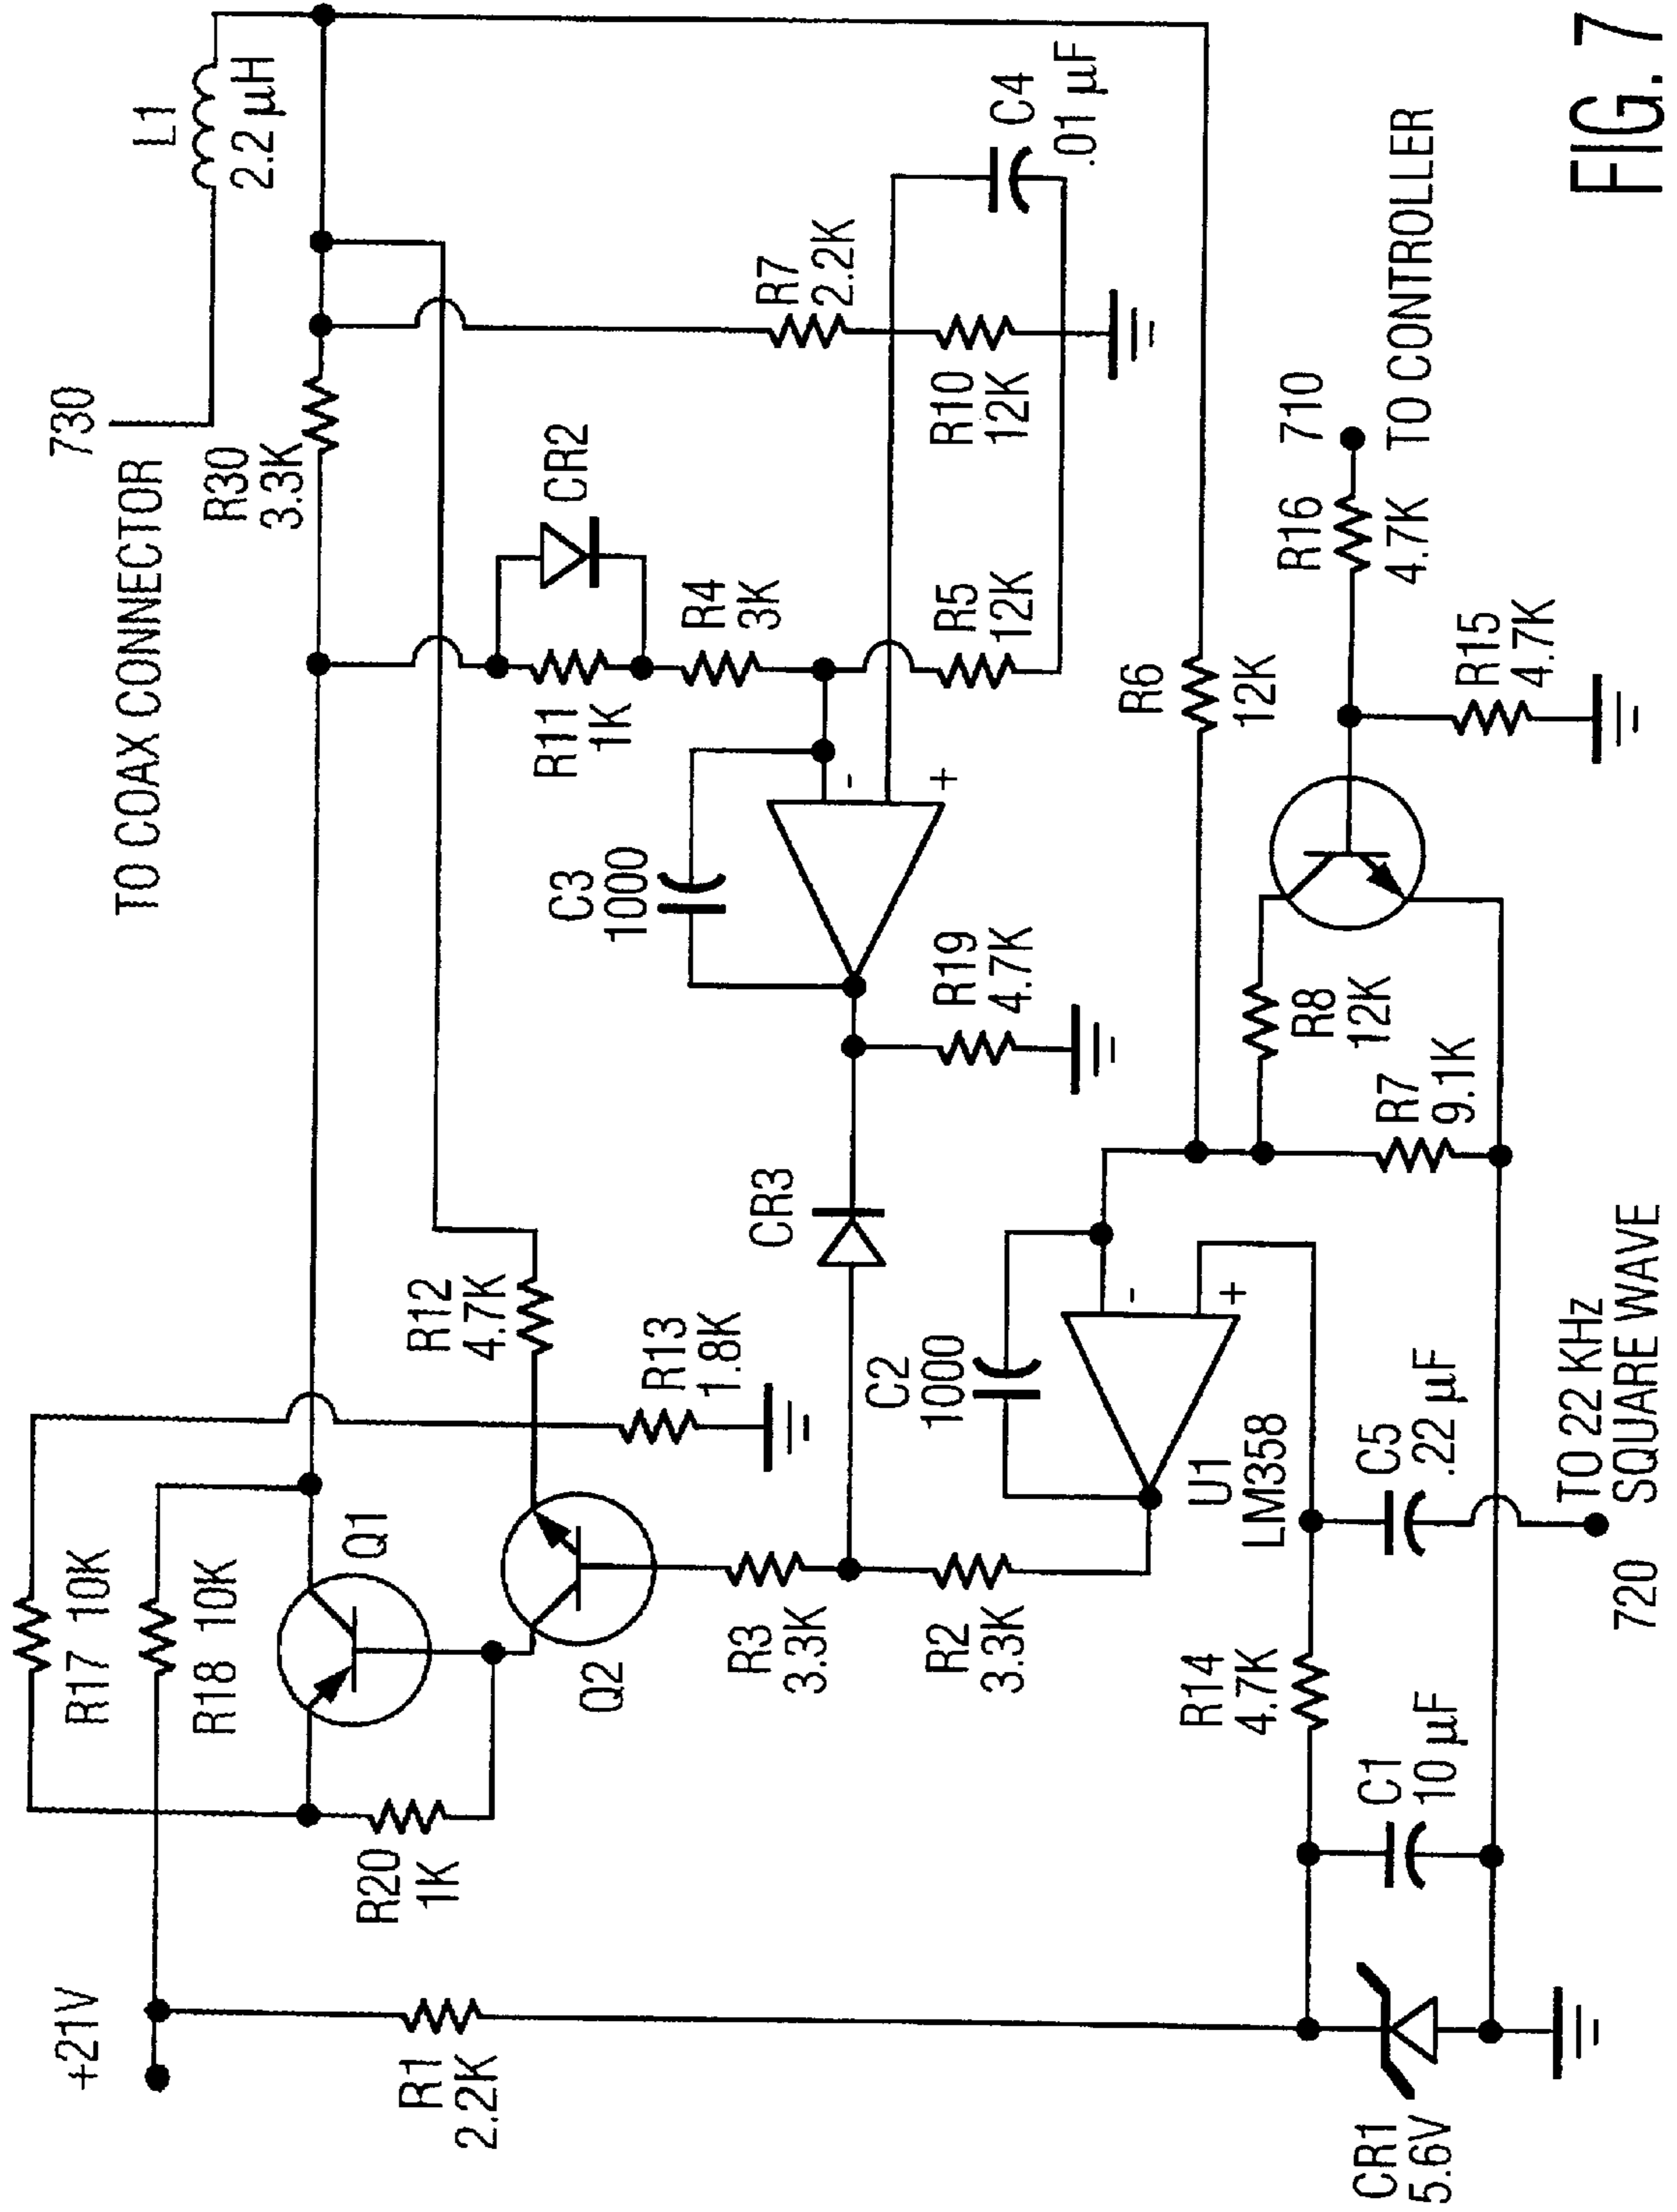 730
TO COAX CONNECTOR
L1
2.2 µH
R30
3.3K
+21V
R17 10K
R18 10K
Q1
R20
1K
R12
4.7K
R13
1.8K
Q2
R11
1K
CR2
R4
3K
C3
1000
-
+
R7
2.2K
R10
12K
C4
.01 µF
R5
12K
R19
4.7K
CR3
R3
3.3K
R2
3.3K
R1
2.2K
C2
1000
-
+
U1
LM358
R6
12K
R8
12K
R7
9.1K
R16
4.7K
710
TO CONTROLLER
R15
4.7K
R14
4.7K
C1
10 µF
C5
.22 µF
CR1
5.6V
720
TO 22 KHz
SQUARE WAVE
FIG. 7